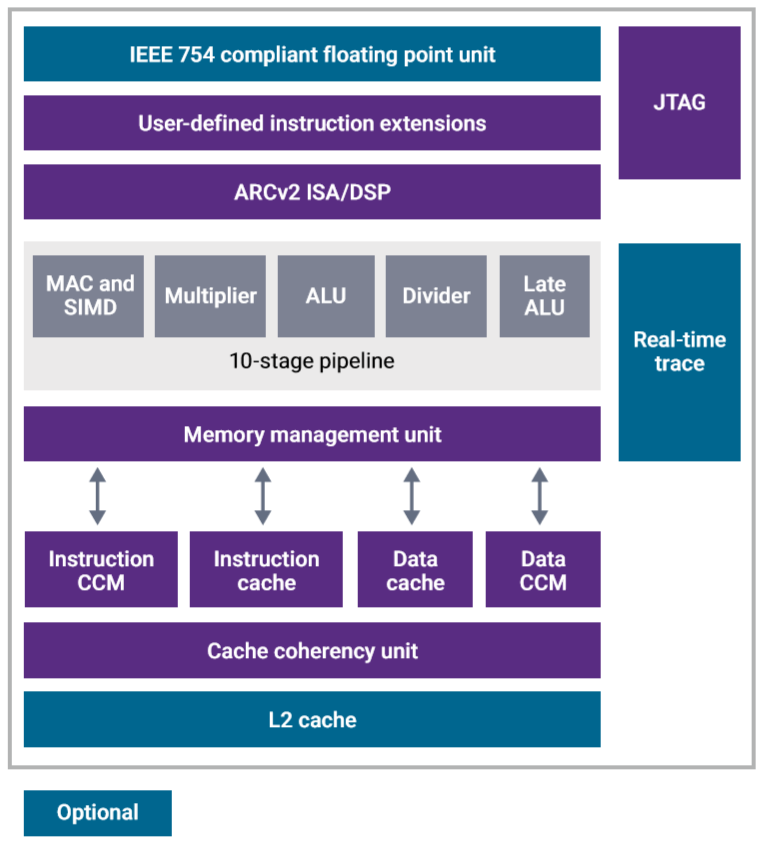 IEEE 754 compliant floating point unit
JTAG
User-defined instruction extensions
ARCv2 ISA/DSP
MAC and
SIMD
Multiplier
ALU
Divider
Late
ALU
10-stage pipeline
Real-time
trace
Memory management unit
Instruction
CCM
Instruction
cache
Data
cache
Data
CCM
Cache coherency unit
L2 cache
Optional